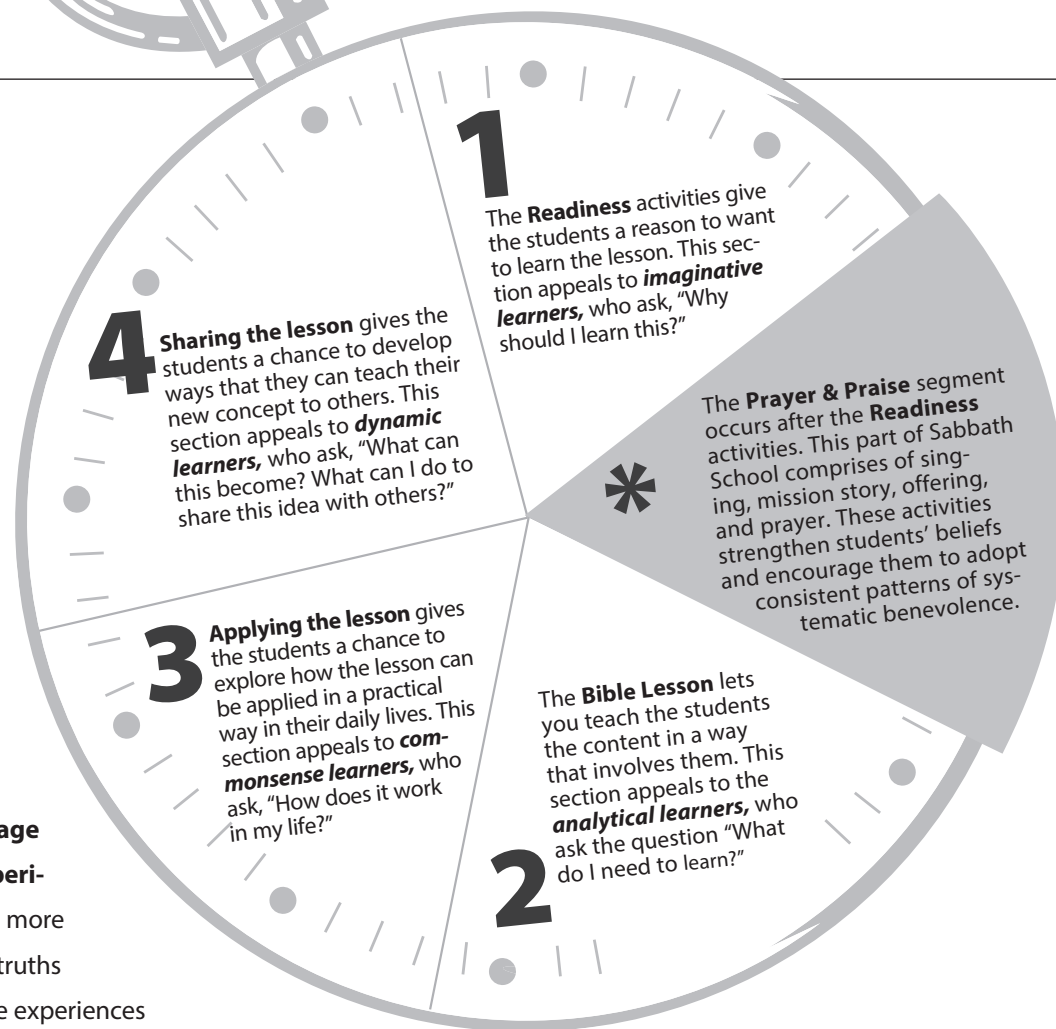 1
The Readiness activities give
the students a reason to want
to learn the lesson. This sec-
tion appeals to imaginative
learners, who ask, “Why
should I learn this?”
*
The Prayer & Praise segment
occurs after the Readiness
activities. This part of Sabbath
School comprises of sing-
ing, mission story, offering,
and prayer. These activities
strengthen students’ beliefs
and encourage them to adopt
consistent patterns of sys-
tematic benevolence.
2
The Bible Lesson lets
you teach the students
the content in a way
that involves them. This
section appeals to the
analytical learners, who
ask the question “What
do I need to learn?”
3
Applying the lesson gives
the students a chance to
explore how the lesson can
be applied in a practical
way in their daily lives. This
section appeals to com-
monsense learners, who
ask, “How does it work
in my life?”
4
Sharing the lesson gives the
students a chance to develop
ways that they can teach their
new concept to others. This
section appeals to dynamic
learners, who ask, “What can
this become? What can I do to
share this idea with others?”
age
peri-
more
truths
e experiences